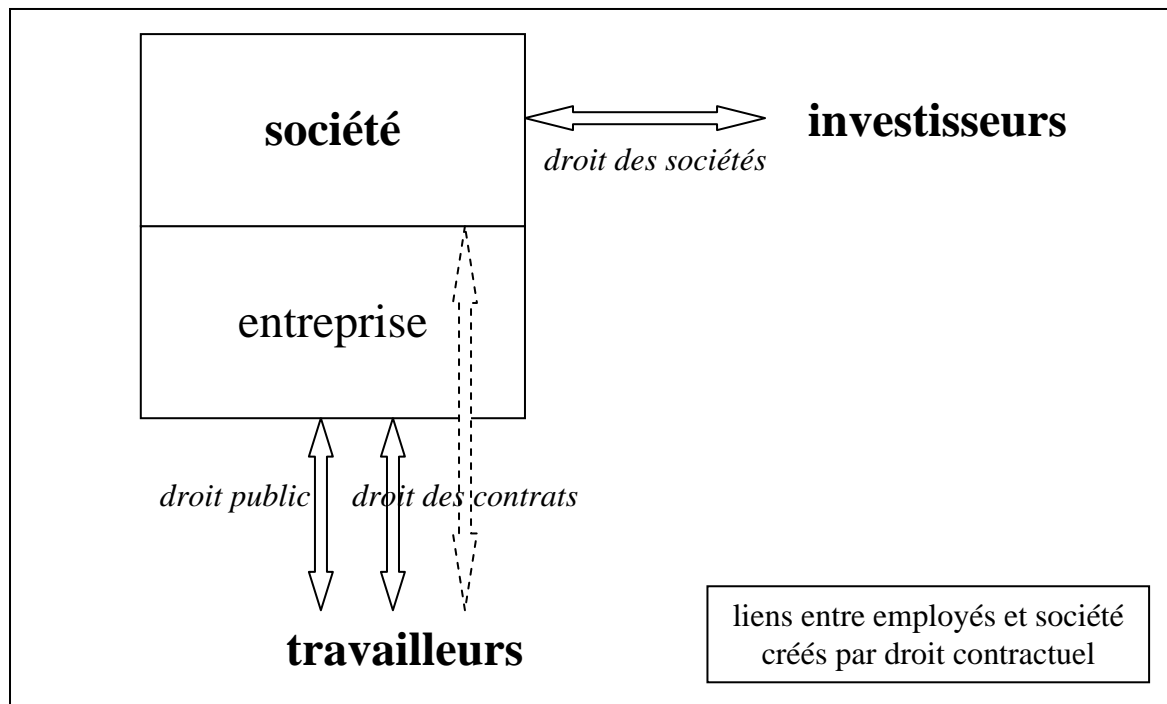 société
investisseurs
droit des sociétés
entreprise
droit public
droit des contrats
travailleurs
liens entre employés et société
créés par droit contractuel